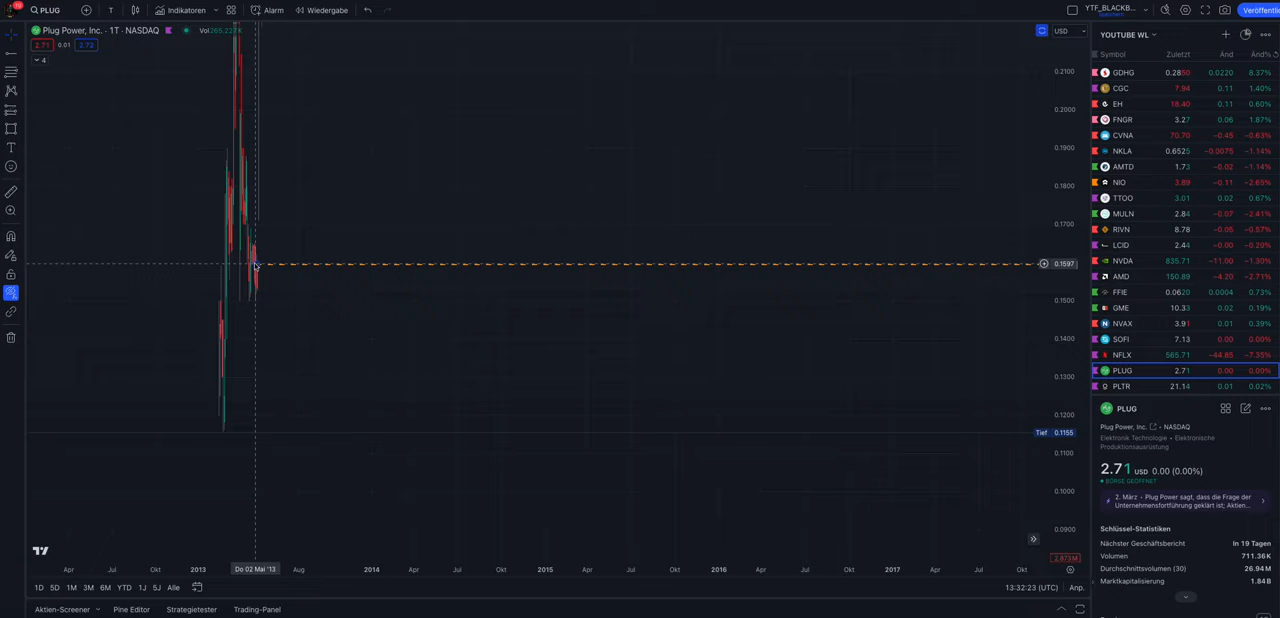 10 PLUG T Indikatoren Alarm Wiedergabe YTF_BLACKB... Speichern Veröffentlic
Plug Power, Inc. · 1T · NASDAQ Vol 265.227K
2.71 0.01 2.72
4
USD
0.2100
0.2000
0.1900
0.1800
0.1700
0.1597
0.1500
0.1400
0.1300
0.1200
Tief 0.1155
0.1100
0.1000
0.0900
2.873M
Apr Jul Okt 2013 Do 02 Mai '13 Aug 2014 Apr Jul Okt 2015 Apr Jul Okt 2016 Apr Jul Okt 2017 Apr Jul Okt
1D 5D 1M 3M 6M YTD 1J 5J Alle 13:32:23 (UTC) Anp.
Aktien-Screener Pine Editor Strategietester Trading-Panel
YOUTUBE WL
Symbol Zuletzt Änd Änd%
GDHG 0.2850 0.0220 8.37%
CGC 7.94 0.11 1.40%
EH 18.40 0.11 0.60%
FNGR 3.27 0.06 1.87%
CVNA 70.70 −0.45 −0.63%
NKLA 0.6525 −0.0075 −1.14%
AMTD 1.73 −0.02 −1.14%
NIO 3.89 −0.11 −2.65%
TTOO 3.01 0.02 0.67%
MULN 2.84 −0.07 −2.41%
RIVN 8.78 −0.05 −0.57%
LCID 2.44 −0.00 −0.20%
NVDA 835.71 −11.00 −1.30%
AMD 150.89 −4.20 −2.71%
FFIE 0.0620 0.0004 0.73%
GME 10.33 0.02 0.19%
NVAX 3.91 0.01 0.39%
SOFI 7.13 0.00 0.00%
NFLX 565.71 −44.85 −7.35%
PLUG 2.71 0.00 0.00%
PLTR 21.14 0.01 0.02%
PLUG
Plug Power, Inc. · NASDAQ
Elektronik Technologie · Elektronische
Produktionsausrüstung
2.71 USD 0.00 (0.00%)
BÖRSE GEÖFFNET
2. März · Plug Power sagt, dass die Frage der
Unternehmensfortführung geklärt ist; Aktien...
Schlüssel-Statistiken
Nächster Geschäftsbericht In 19 Tagen
Volumen 711.36K
Durchschnittsvolumen (30) 26.94M
Marktkapitalisierung 1.84B